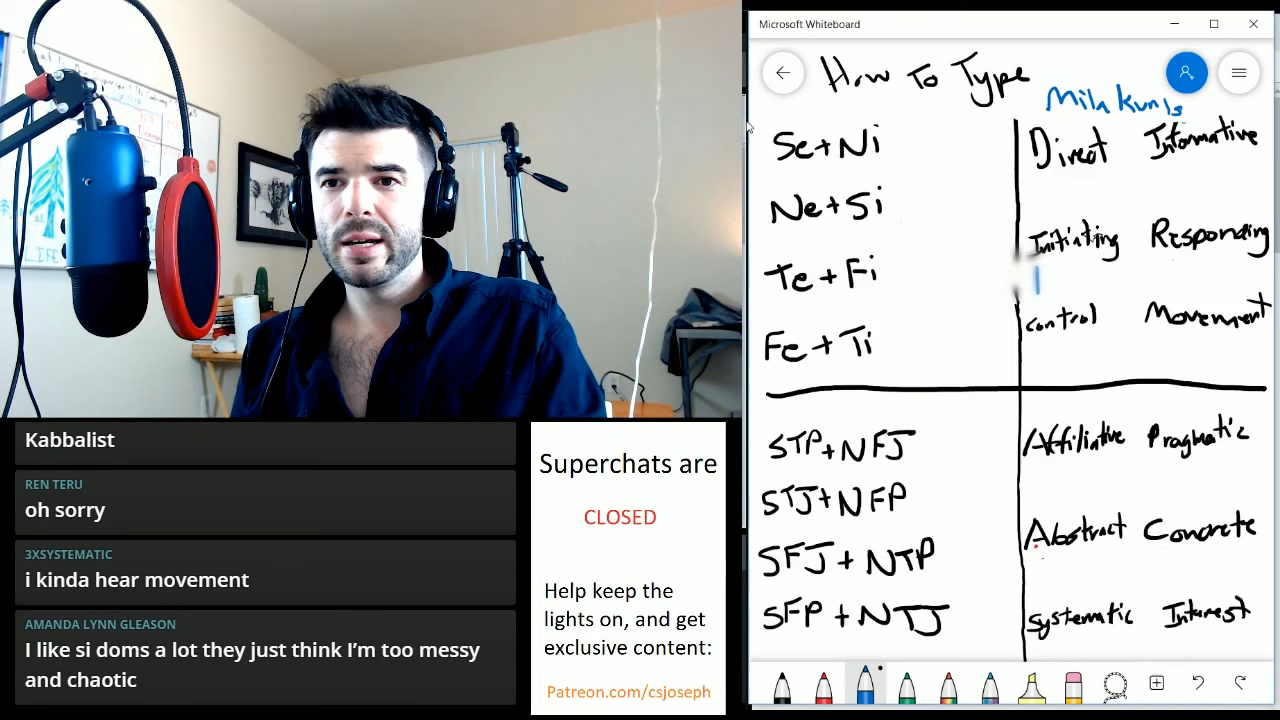 LIFE
Kabbalist
REN TERU
oh sorry
3XSYSTEMATIC
i kinda hear movement
AMANDA LYNN GLEASON
I like si doms a lot they just think I'm too messy
and chaotic
Superchats are
CLOSED
Help keep the
lights on, and get
exclusive content:
Patreon.com/csjoseph
Microsoft Whiteboard
How To Type
Mila Kunis
Se+Ni
Ne+Si
Te+Fi
Fe+Ti
Direct Informative
Initiating Responding
control Movement
STP+NFJ
STJ+NFP
SFJ+NTP
SFP+NTJ
Affiliative Pragmatic
Abstract Concrete
Systematic Interest